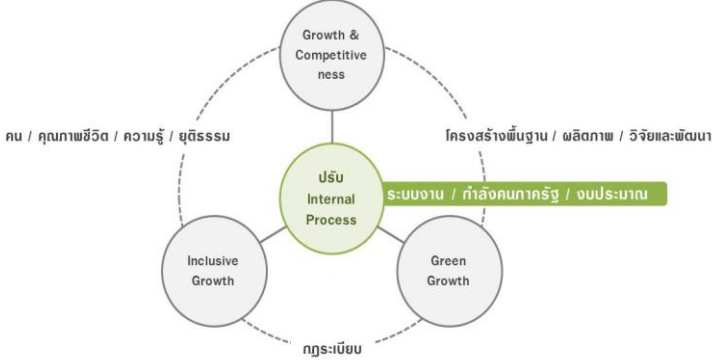 Growth &
Competitive
ness
คน / คุณภาพชีวิต / ความรู้ / ยุติธรรม
โครงสร้างพื้นฐาน / ผลิตภาพ / วิจัยและพัฒนา
ปรับ
Internal
Process
ระบบงาน / กำลังคนภาครัฐ / งบประมาณ
Inclusive
Growth
Green
Growth
กฎระเบียบ